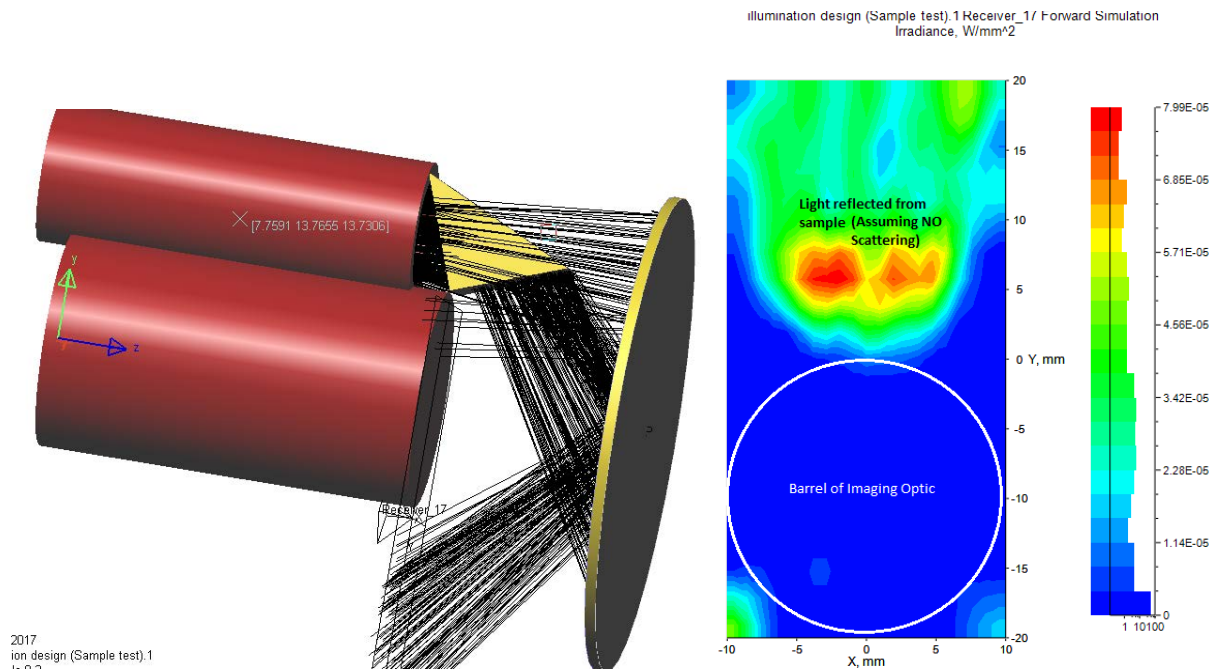 illumination design (Sample test).1 Receiver_17 Forward Simulation
Irradiance, W/mm^2
[7.7591 13.7655 13.7306]
y
z
Receiver_17
2017
ion design (Sample test).1
20
15
10
5
0 Y, mm
-5
-10
-15
-20
Light reflected from
sample (Assuming NO
Scattering)
Barrel of Imaging Optic
-10 -5 0 5 10
X, mm
7.99E-05
6.85E-05
5.71E-05
4.56E-05
3.42E-05
2.28E-05
1.14E-05
0
1 10100